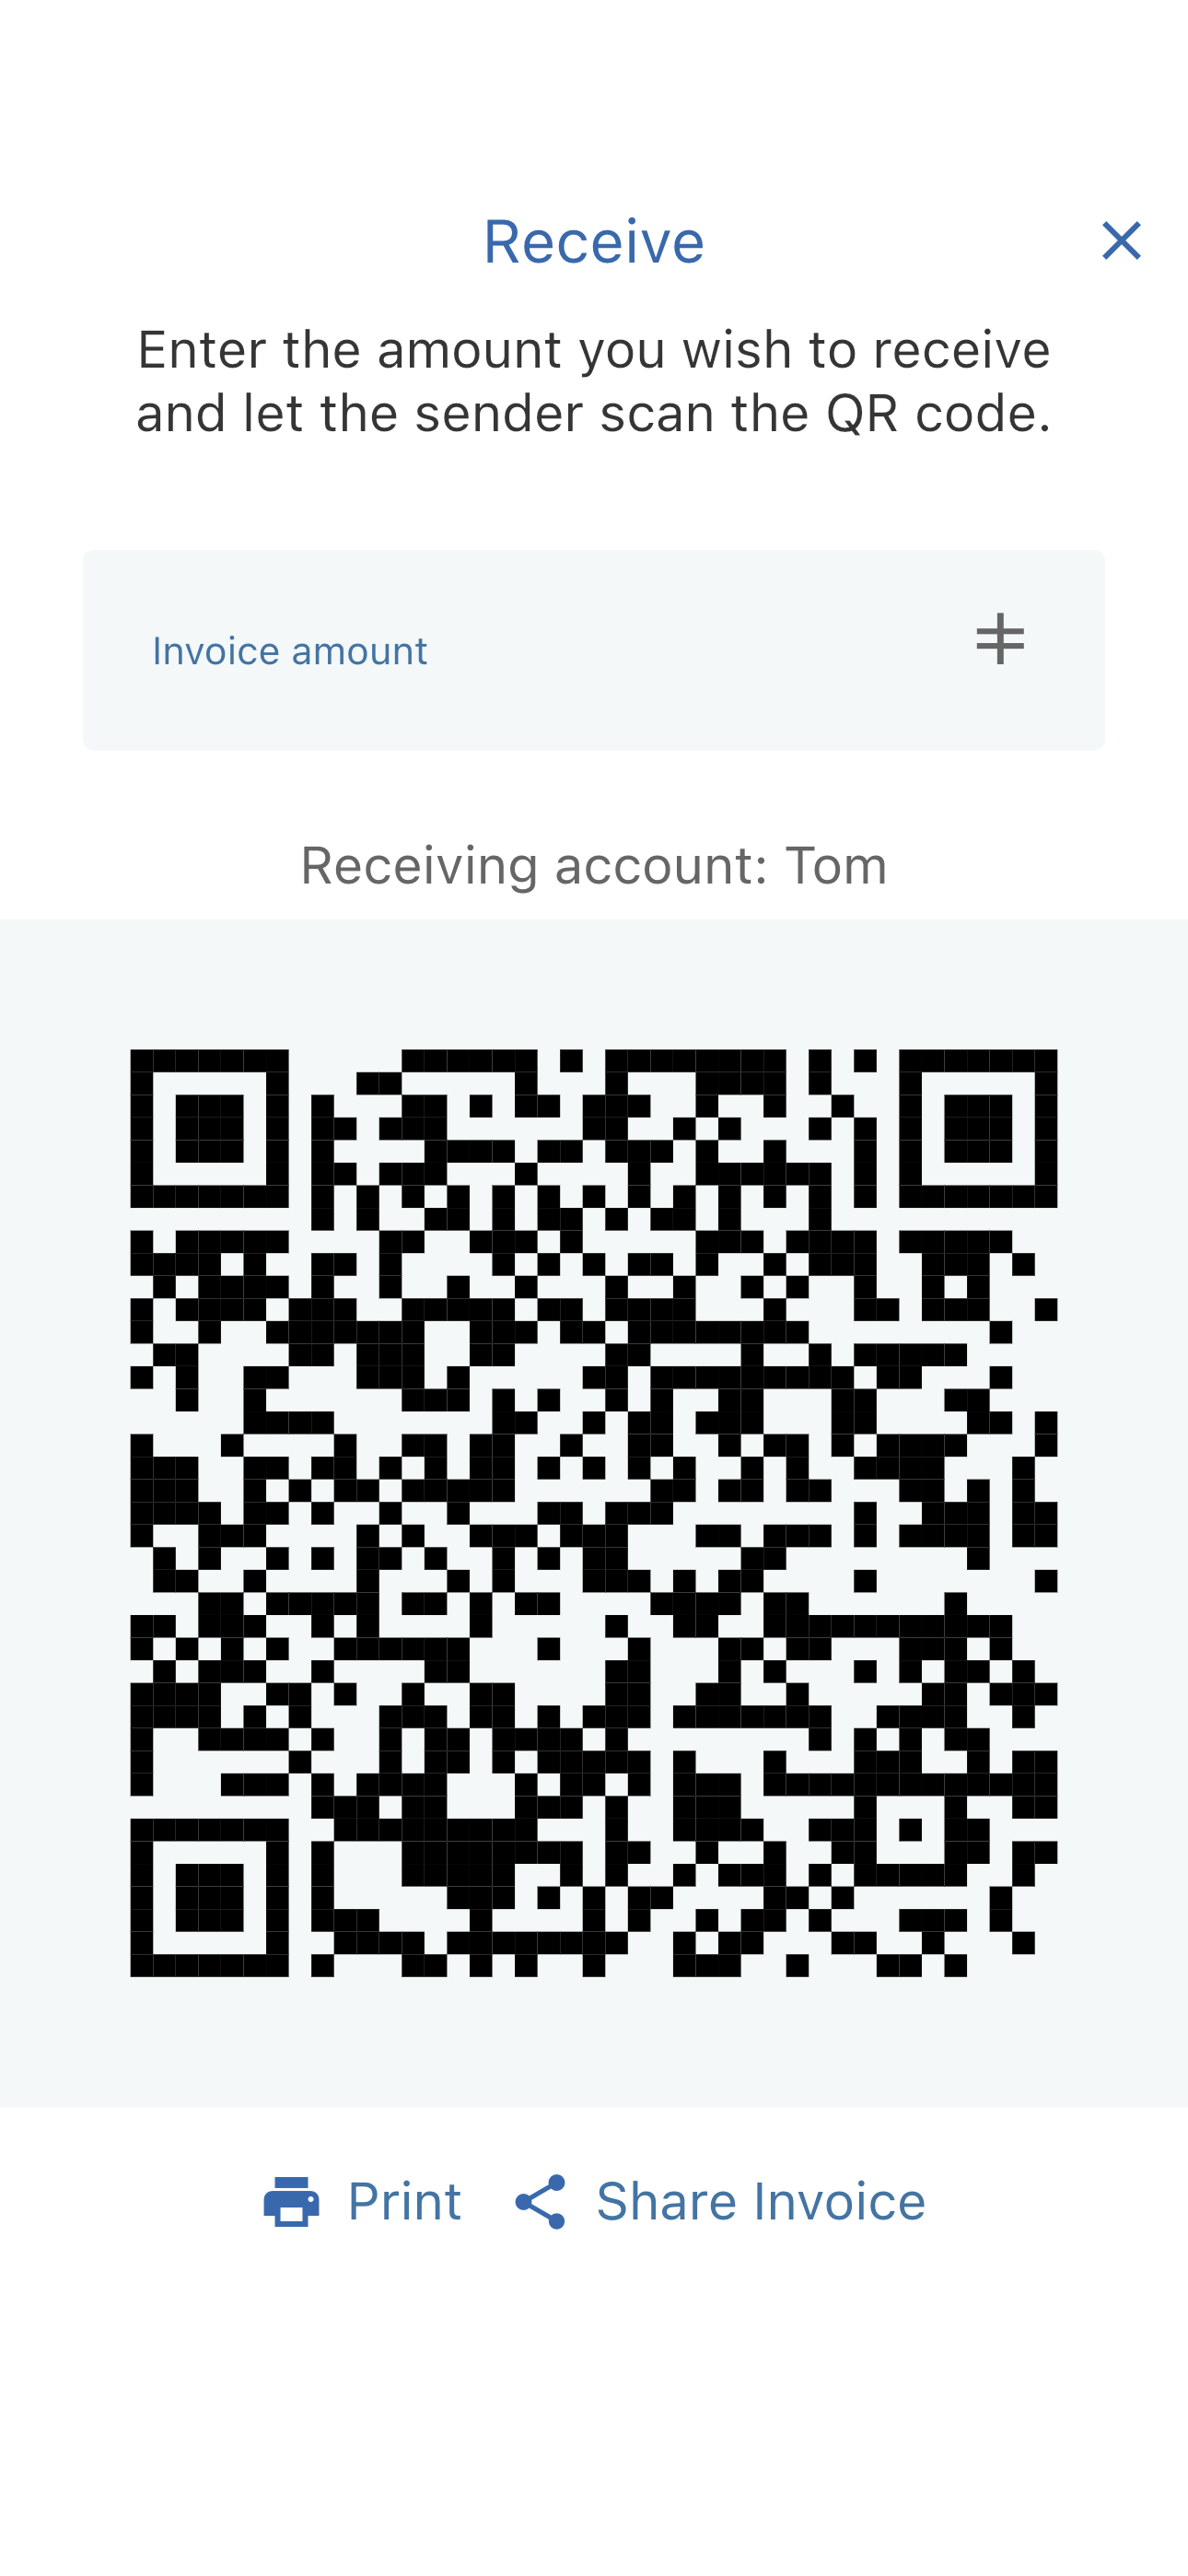 Receive
Enter the amount you wish to receive
and let the sender scan the QR code.
Invoice amount
Receiving account: Tom
Print
Share Invoice